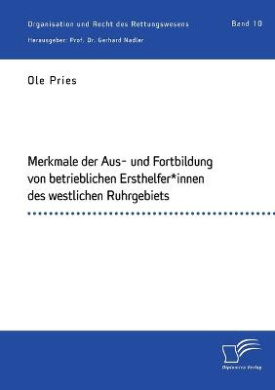 Organisation und Recht des Rettungswesens Band 10
Herausgeber: Prof. Dr. Gerhard Nadler
Ole Pries
Merkmale der Aus- und Fortbildung
von betrieblichen Ersthelfer*innen
des westlichen Ruhrgebiets
Diplomica Verlag